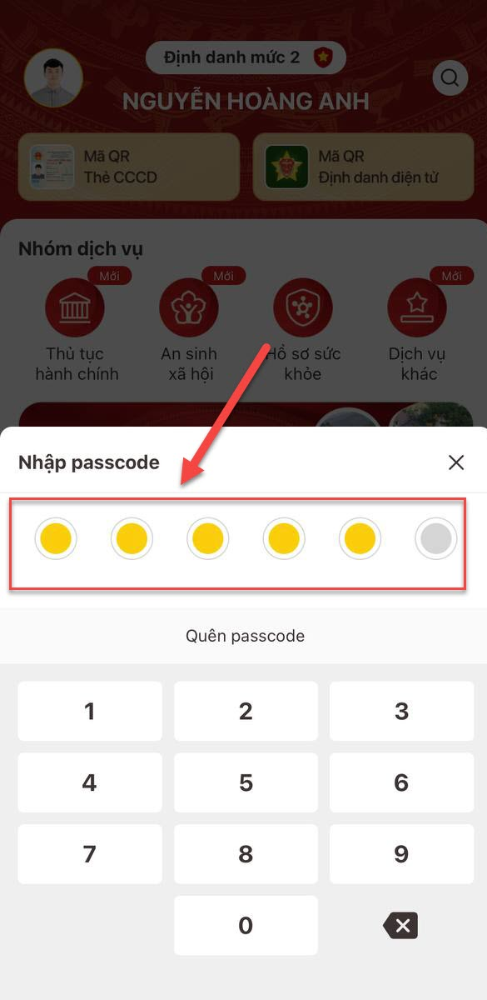 Định danh mức 2
NGUYỄN HOÀNG ANH
Mã QR
Thẻ CCCD
Mã QR
Định danh điện tử
Nhóm dịch vụ
Mới
Mới
Mới
Thủ tục
hành chính
An sinh
xã hội
Hồ sơ sức
khỏe
Dịch vụ
khác
Nhập passcode
Quên passcode
1
2
3
4
5
6
7
8
9
0